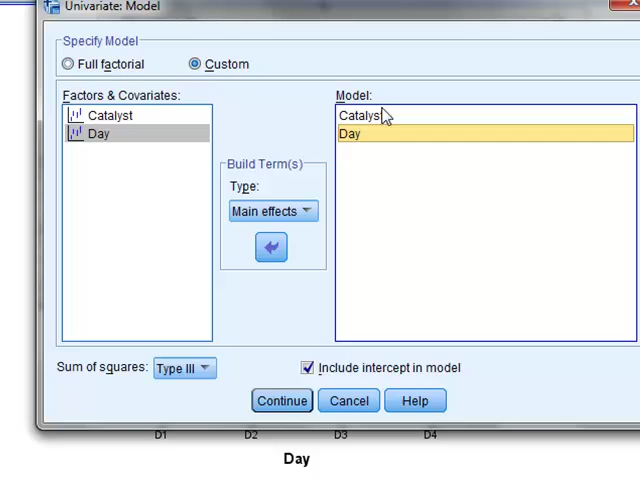 Univariate: Model
Specify Model
Full factorial
Custom
Factors & Covariates:
Model:
Catalyst
Day
Catalyst
Day
Build Term(s)
Type:
Main effects
Sum of squares:
Type III
Include intercept in model
Continue
Cancel
Help
D1 D2 D3 D4
Day